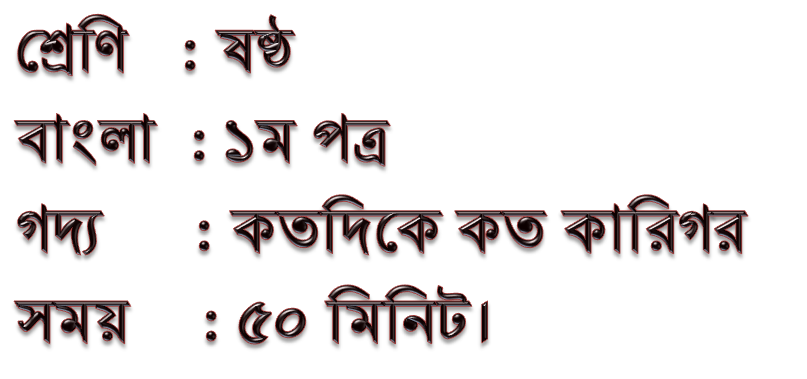 শ্রেণি : ষষ্ঠ
বাংলা : ১ম পত্র
গদ্য : কতদিকে কত কারিগর
সময় : ৫০ মিনিট।